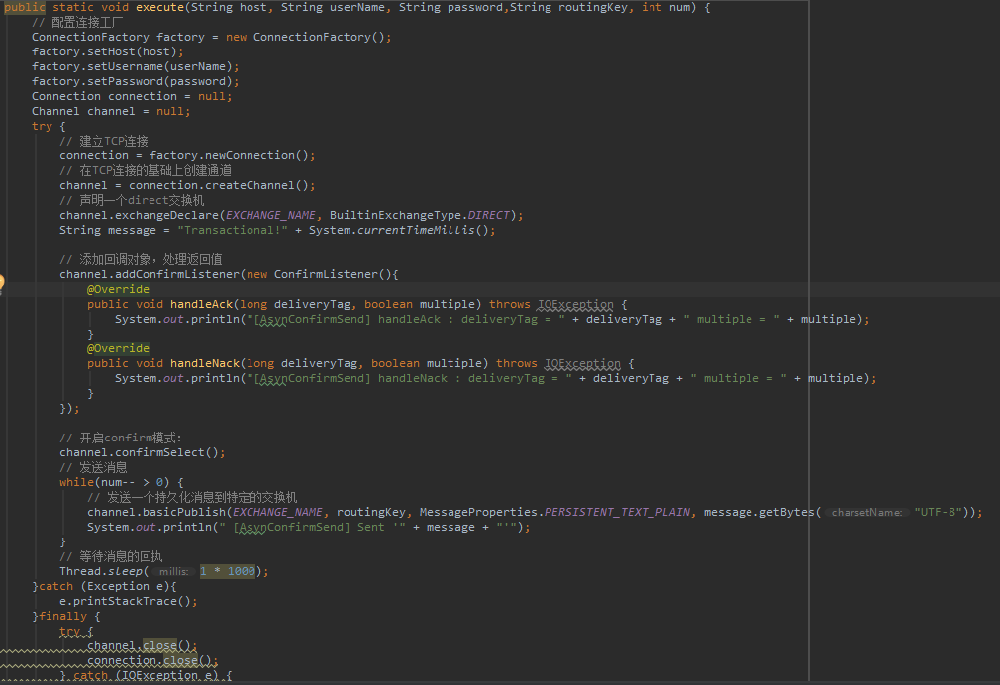 public static void execute(String host, String userName, String password,String routingKey, int num) {
// 配置连接工厂
ConnectionFactory factory = new ConnectionFactory();
factory.setHost(host);
factory.setUsername(userName);
factory.setPassword(password);
Connection connection = null;
Channel channel = null;
try {
// 建立TCP连接
connection = factory.newConnection();
// 在TCP连接的基础上创建通道
channel = connection.createChannel();
// 声明一个direct交换机
channel.exchangeDeclare(EXCHANGE_NAME, BuiltinExchangeType.DIRECT);
String message = "Transactional!" + System.currentTimeMillis();
// 添加回调对象，处理返回值
channel.addConfirmListener(new ConfirmListener(){
@Override
public void handleAck(long deliveryTag, boolean multiple) throws IOException {
System.out.println("[AsynConfirmSend] handleAck : deliveryTag = " + deliveryTag + " multiple = " + multiple);
}
@Override
public void handleNack(long deliveryTag, boolean multiple) throws IOException {
System.out.println("[AsynConfirmSend] handleNack : deliveryTag = " + deliveryTag + " multiple = " + multiple);
}
});
// 开启confirm模式:
channel.confirmSelect();
// 发送消息
while(num-- > 0) {
// 发送一个持久化消息到特定的交换机
channel.basicPublish(EXCHANGE_NAME, routingKey, MessageProperties.PERSISTENT_TEXT_PLAIN, message.getBytes( charsetName: "UTF-8"));
System.out.println(" [AsynConfirmSend] Sent '" + message + "'");
}
// 等待消息的回执
Thread.sleep( millis: 1 * 1000);
}catch (Exception e){
e.printStackTrace();
}finally {
try {
channel.close();
connection.close();
} catch (IOException e) {